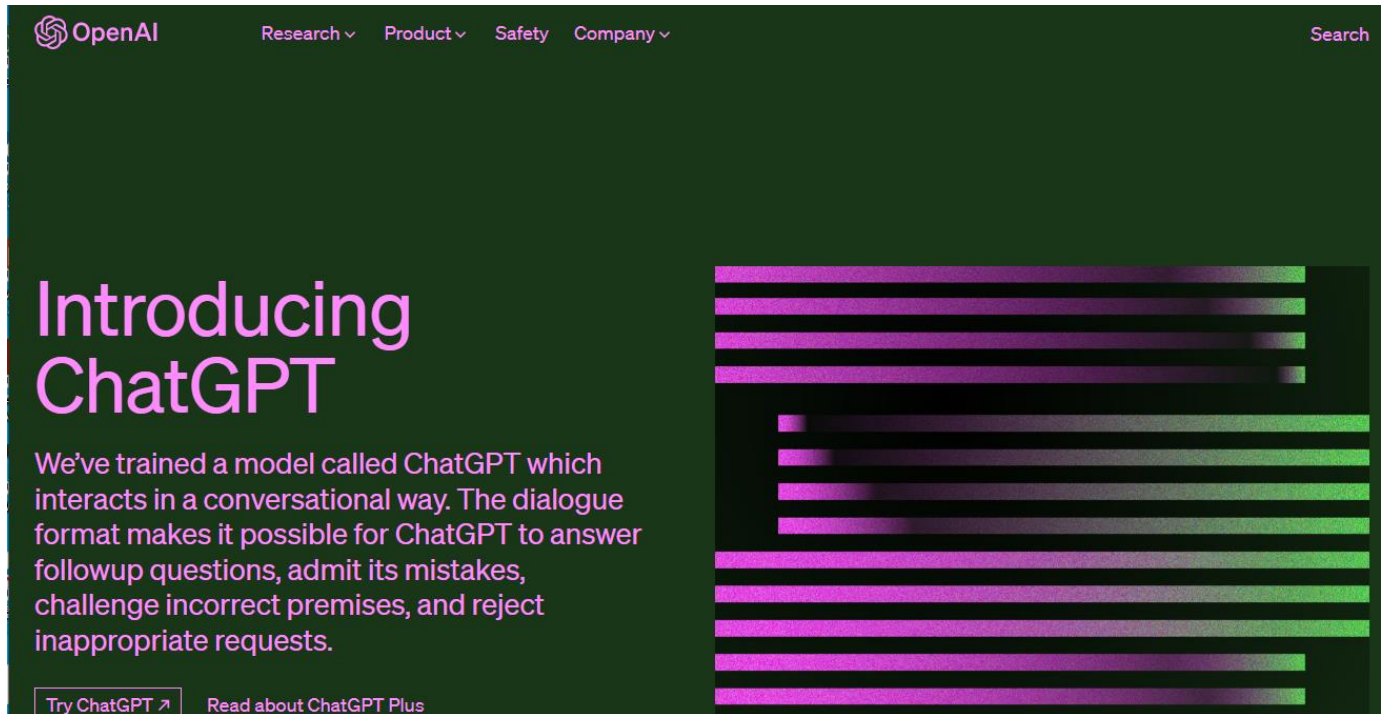 OpenAI Research Product Safety Company Search
Introducing
ChatGPT
We’ve trained a model called ChatGPT which
interacts in a conversational way. The dialogue
format makes it possible for ChatGPT to answer
followup questions, admit its mistakes,
challenge incorrect premises, and reject
inappropriate requests.
Try ChatGPT ↗ Read about ChatGPT Plus